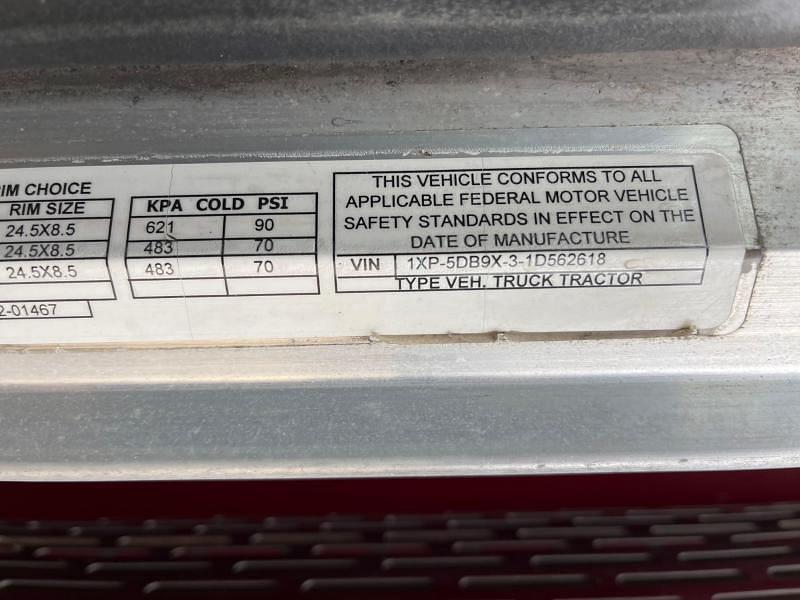 RIM CHOICE
RIM SIZE
24.5X8.5
24.5X8.5
24.5X8.5
2-01467
KPA COLD PSI
621 90
483 70
483 70
THIS VEHICLE CONFORMS TO ALL
APPLICABLE FEDERAL MOTOR VEHICLE
SAFETY STANDARDS IN EFFECT ON THE
DATE OF MANUFACTURE
VIN 1XP-5DB9X-3-1D562618
TYPE VEH. TRUCK TRACTOR